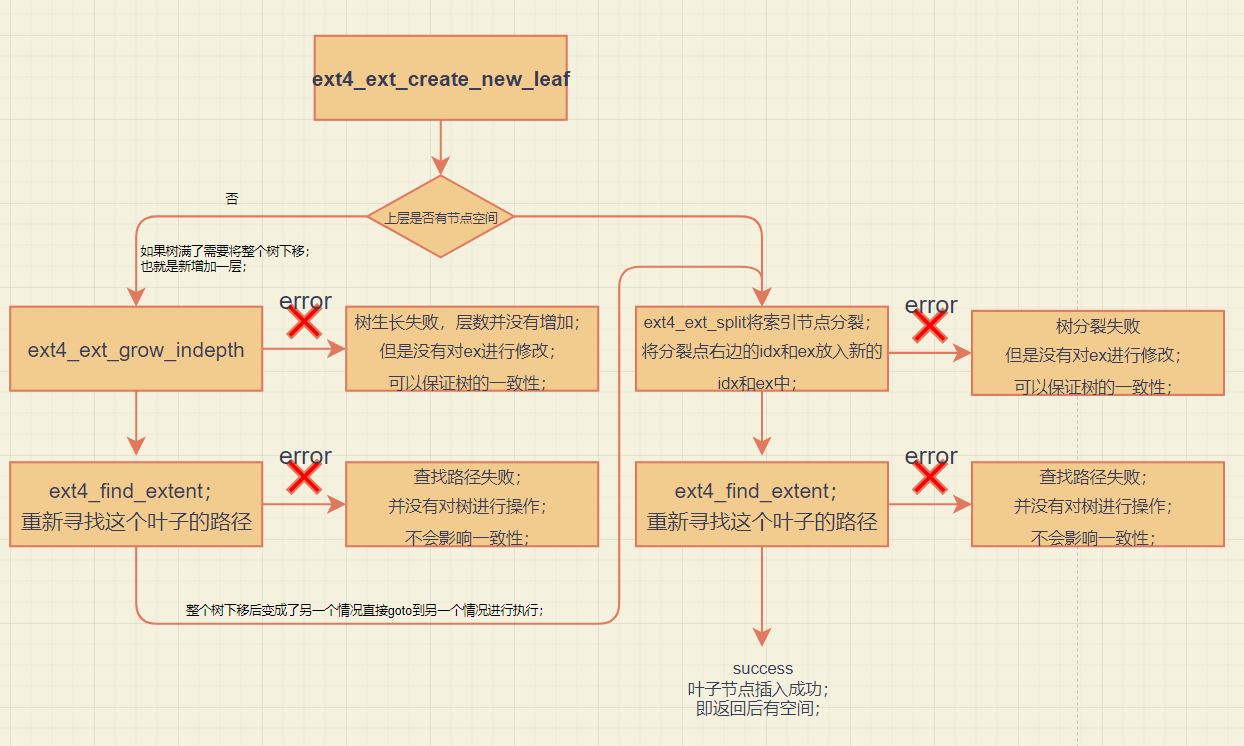 ext4_ext_create_new_leaf
上层是否有节点空间
否
如果树满了需要将整个树下移；
也就是新增加一层；
ext4_ext_grow_indepth
error
树生长失败，层数并没有增加；
但是没有对ex进行修改；
可以保证树的一致性；
ext4_ext_split将索引节点分裂；
将分裂点右边的idx和ex放入新的
idx和ex中；
error
树分裂失败
但是没有对ex进行修改；
可以保证树的一致性；
ext4_find_extent；
重新寻找这个叶子的路径
error
查找路径失败；
并没有对树进行操作；
不会影响一致性；
ext4_find_extent；
重新寻找这个叶子的路径
error
查找路径失败；
并没有对树进行操作；
不会影响一致性；
整个树下移后变成了另一个情况直接goto到另一个情况进行执行；
success
叶子节点插入成功；
即返回后有空间；